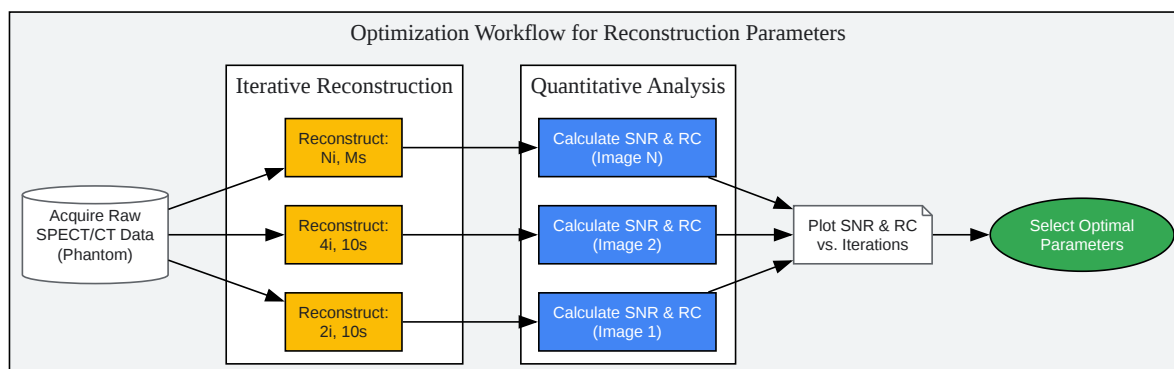 Optimization Workflow for Reconstruction Parameters
Iterative Reconstruction
Quantitative Analysis
Reconstruct:
Ni, Ms
Calculate SNR & RC
(Image N)
Acquire Raw
SPECT/CT Data
(Phantom)
Reconstruct:
4i, 10s
Calculate SNR & RC
(Image 2)
Plot SNR & RC
vs. Iterations
Select Optimal
Parameters
Reconstruct:
2i, 10s
Calculate SNR & RC
(Image 1)